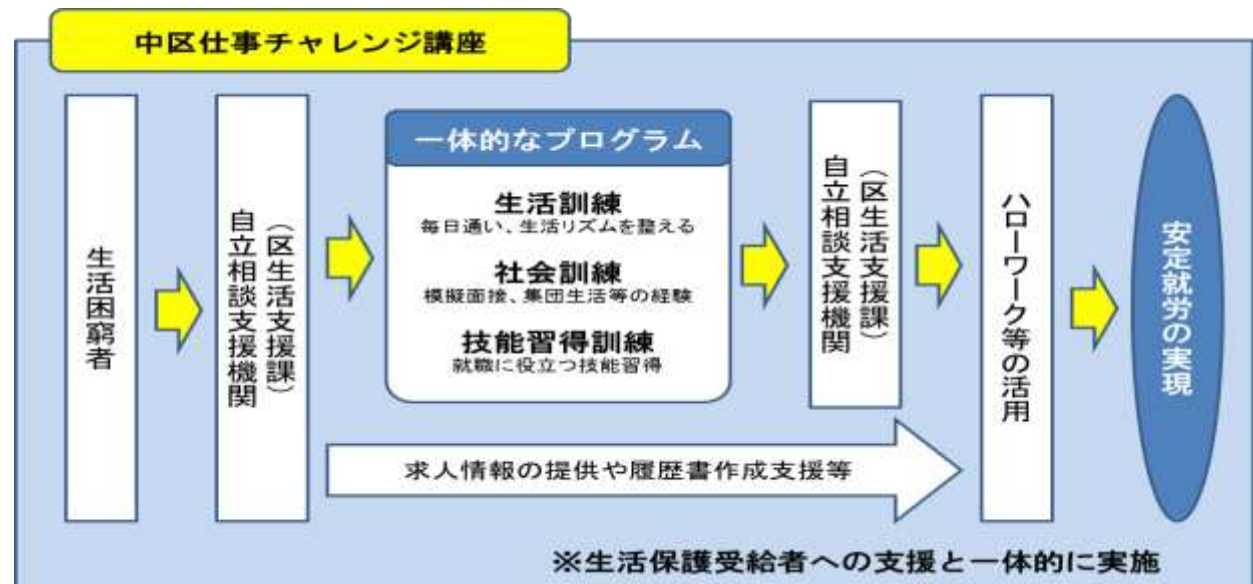 中区仕事チャレンジ講座
生活困窮者
（区生活支援課）
自立相談支援機関
一体的なプログラム
生活訓練
毎日通い、生活リズムを整える
社会訓練
模擬面接、集団生活等の経験
技能習得訓練
就職に役立つ技能習得
（区生活支援課）
自立相談支援機関
ハローワーク等の活用
安定就労の実現
求人情報の提供や履歴書作成支援等
※生活保護受給者への支援と一体的に実施